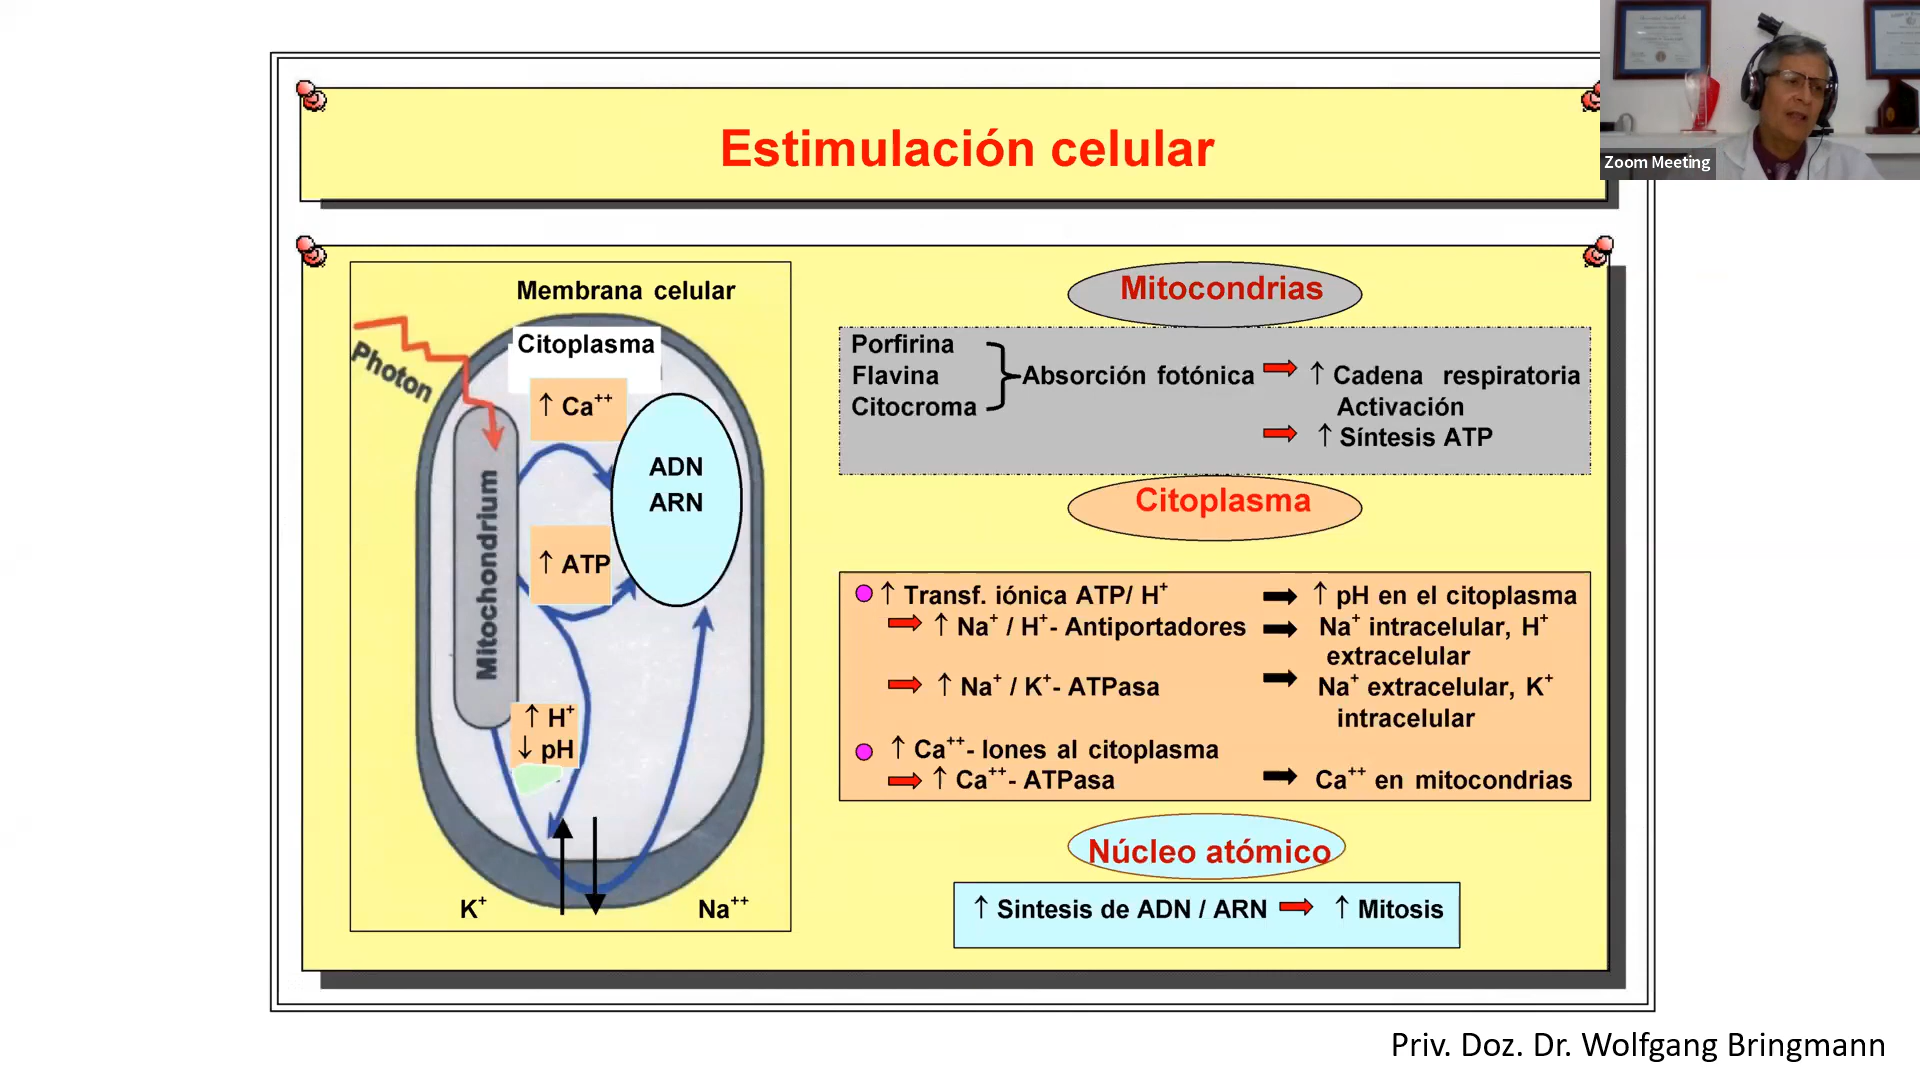 Estimulación celular
Zoom Meeting
Membrana celular
Citoplasma
Photon
↑ Ca++
ADN
ARN
↑ ATP
Mitochondrium
↑ H+
↓ pH
K+
Na++
Mitocondrias
Porfirina
Flavina
Citocroma
Absorción fotónica
↑ Cadena respiratoria
Activación
↑ Síntesis ATP
Citoplasma
↑ Transf. iónica ATP/ H+ ↑ pH en el citoplasma
↑ Na+ / H+- Antiportadores Na+ intracelular, H+
extracelular
↑ Na+ / K+- ATPasa Na+ extracelular, K+
intracelular
↑ Ca++- Iones al citoplasma
↑ Ca++- ATPasa Ca++ en mitocondrias
Núcleo atómico
↑ Sintesis de ADN / ARN ↑ Mitosis
Priv. Doz. Dr. Wolfgang Bringmann